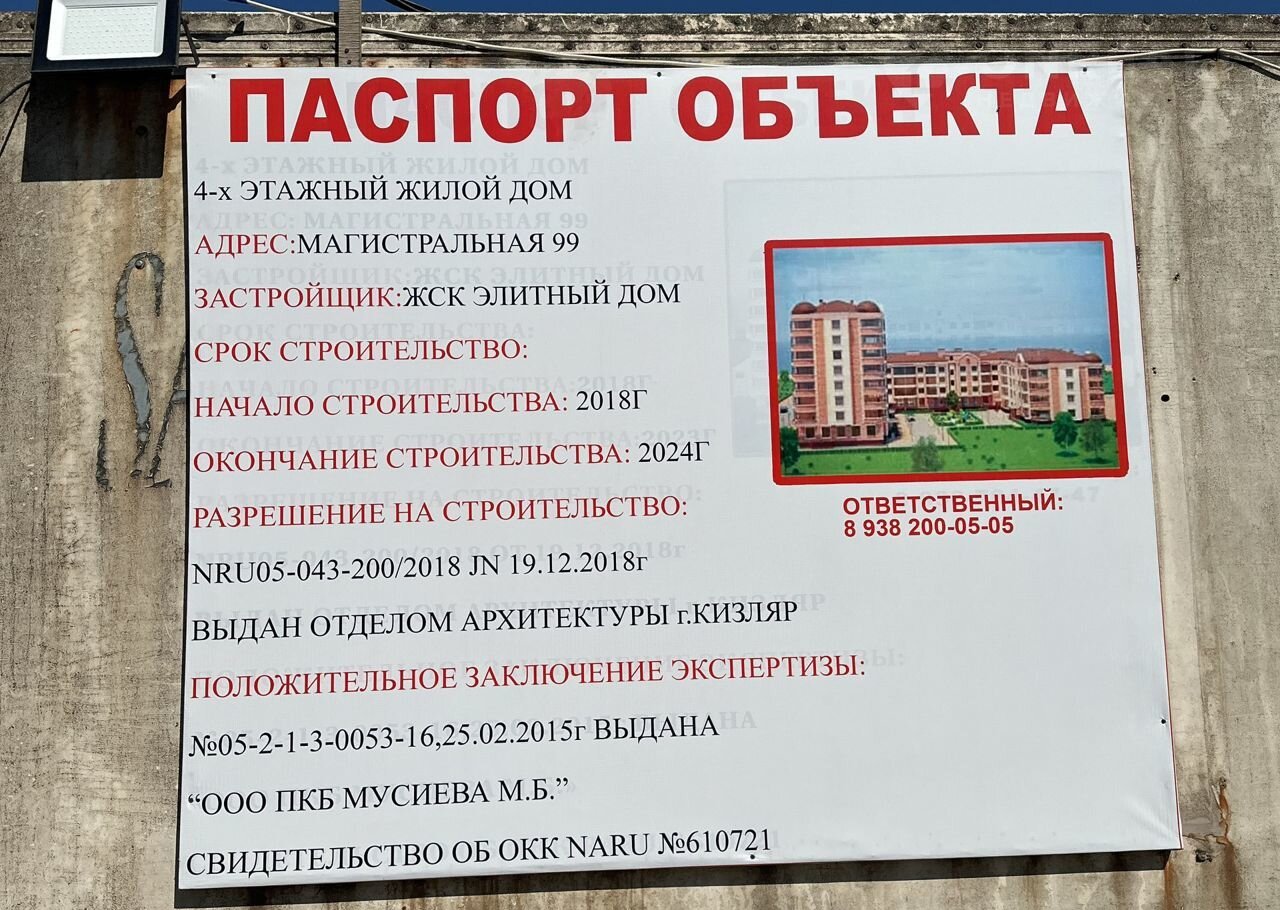 ПАСПОРТ ОБЪЕКТА
4-х ЭТАЖНЫЙ ЖИЛОЙ ДОМ
АДРЕС:МАГИСТРАЛЬНАЯ 99
ЗАСТРОЙЩИК:ЖСК ЭЛИТНЫЙ ДОМ
СРОК СТРОИТЕЛЬСТВО:
НАЧАЛО СТРОИТЕЛЬСТВА: 2018Г
ОКОНЧАНИЕ СТРОИТЕЛЬСТВА: 2024Г
РАЗРЕШЕНИЕ НА СТРОИТЕЛЬСТВО:
NRU05-043-200/2018 JN 19.12.2018г
ВЫДАН ОТДЕЛОМ АРХИТЕКТУРЫ г.КИЗЛЯР
ПОЛОЖИТЕЛЬНОЕ ЗАКЛЮЧЕНИЕ ЭКСПЕРТИЗЫ:
№05-2-1-3-0053-16,25.02.2015г ВЫДАНА
“ООО ПКБ МУСИЕВА М.Б.”
СВИДЕТЕЛЬСТВО ОБ ОКК NARU №610721
ОТВЕТСТВЕННЫЙ:
8 938 200-05-05